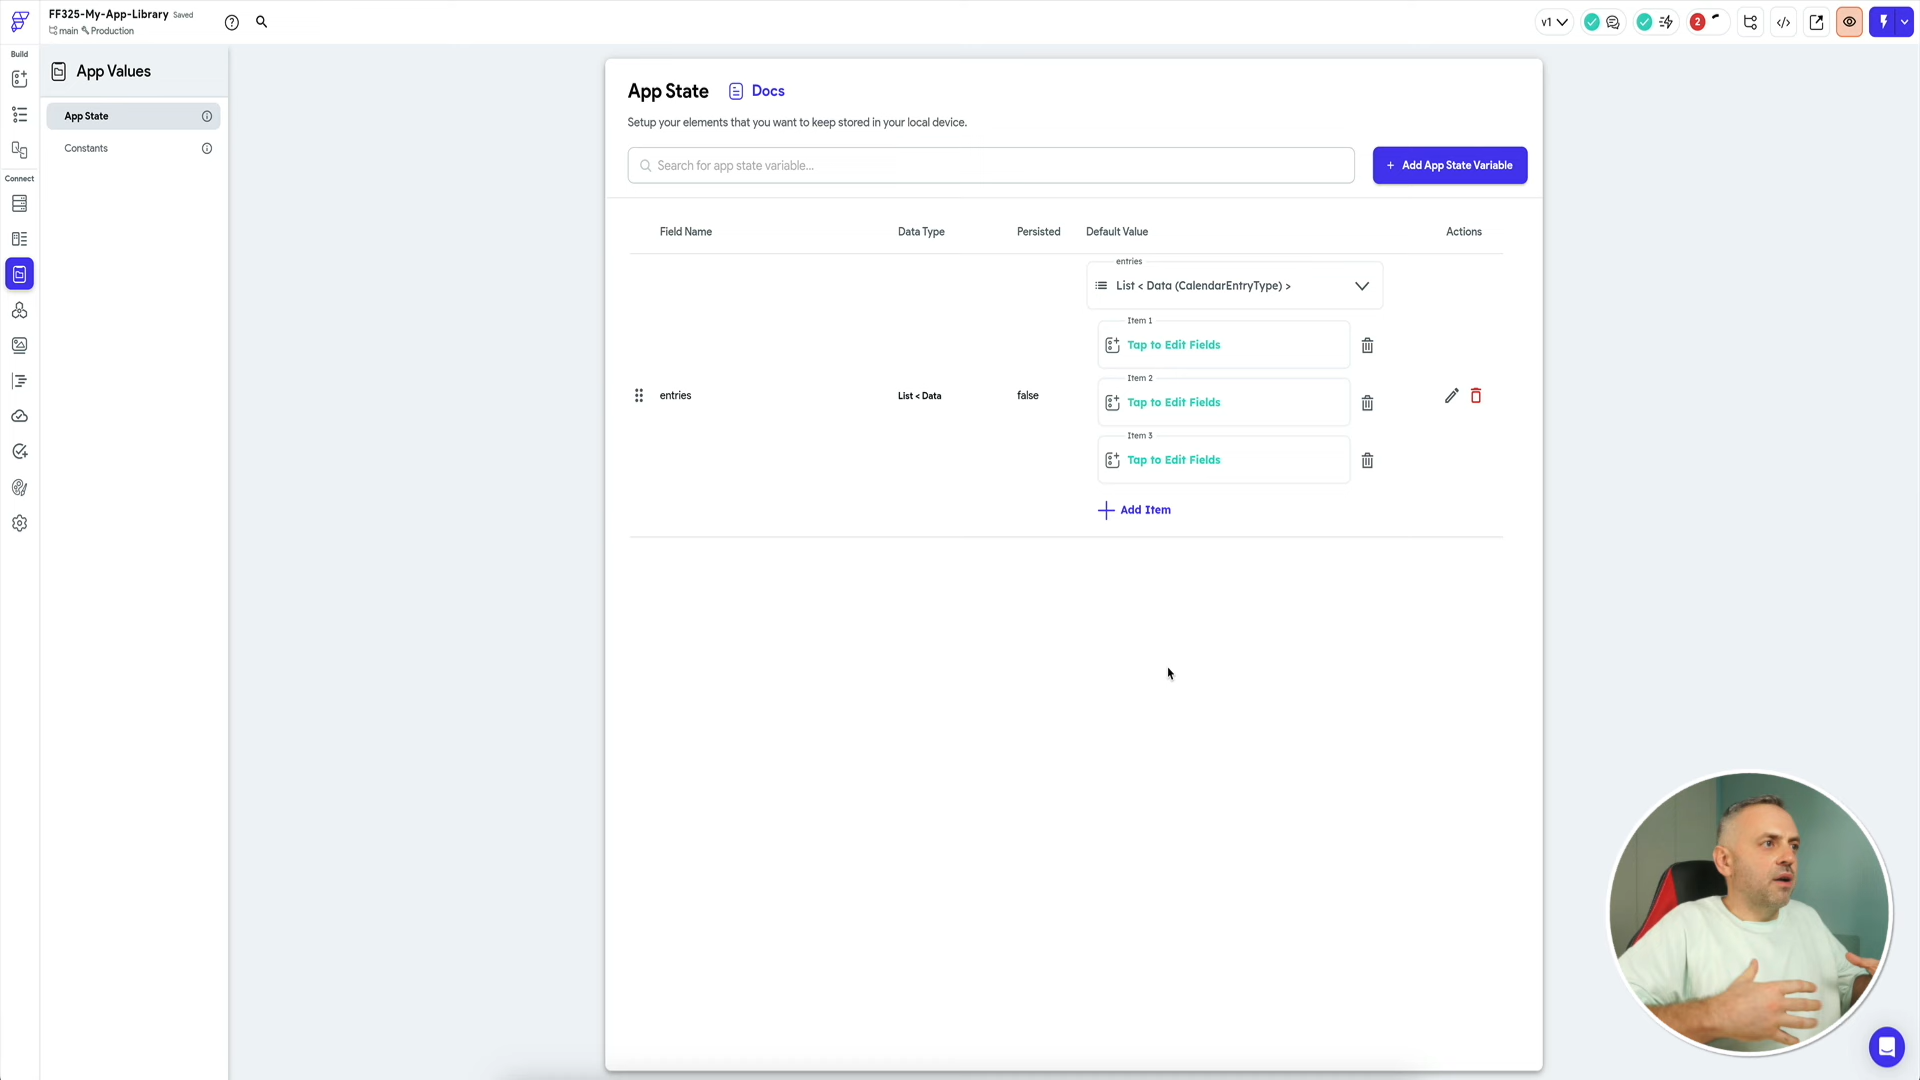 FF325-My-App-Library Saved
main Production
v1
2
Build
Connect
App Values
App State
Constants
App State
Docs
Setup your elements that you want to keep stored in your local device.
Search for app state variable...
+ Add App State Variable
Field Name Data Type Persisted Default Value Actions
entries
List < Data (CalendarEntryType) >
Item 1
Tap to Edit Fields
Item 2
Tap to Edit Fields
entries List < Data false
Item 3
Tap to Edit Fields
Add Item